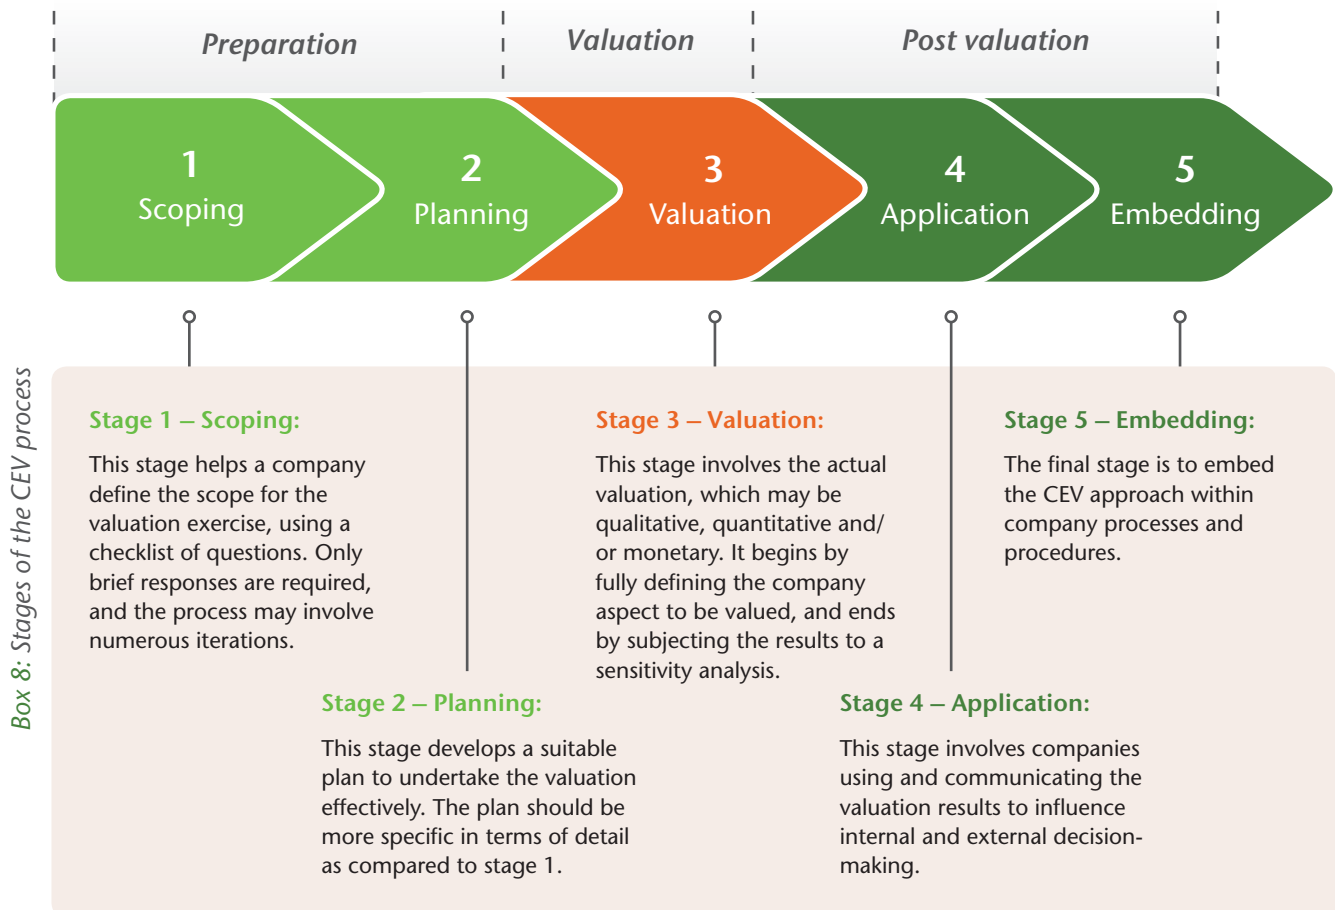 Preparation
Valuation
Post valuation
1
Scoping
2
Planning
3
Valuation
4
Application
5
Embedding
Box 8: Stages of the CEV process
Stage 1 – Scoping:
This stage helps a company
define the scope for the
valuation exercise, using a
checklist of questions. Only
brief responses are required,
and the process may involve
numerous iterations.
Stage 2 – Planning:
This stage develops a suitable
plan to undertake the valuation
effectively. The plan should be
more specific in terms of detail
as compared to stage 1.
Stage 3 – Valuation:
This stage involves the actual
valuation, which may be
qualitative, quantitative and/
or monetary. It begins by
fully defining the company
aspect to be valued, and ends
by subjecting the results to a
sensitivity analysis.
Stage 4 – Application:
This stage involves companies
using and communicating the
valuation results to influence
internal and external decision-
making.
Stage 5 – Embedding:
The final stage is to embed
the CEV approach within
company processes and
procedures.